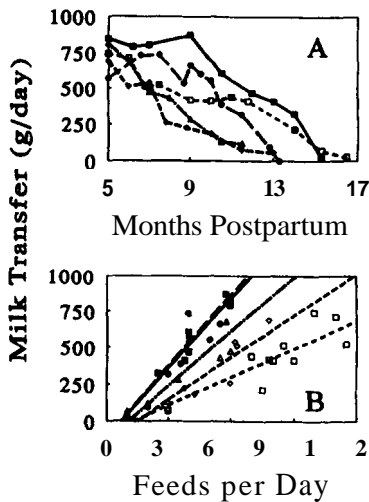 Milk Transfer (g/day)
1000
750
500
250
0
A
5 9 13 17
Months Postpartum
1000
750
500
250
0
B
0 3 6 9 1 2
Feeds per Day